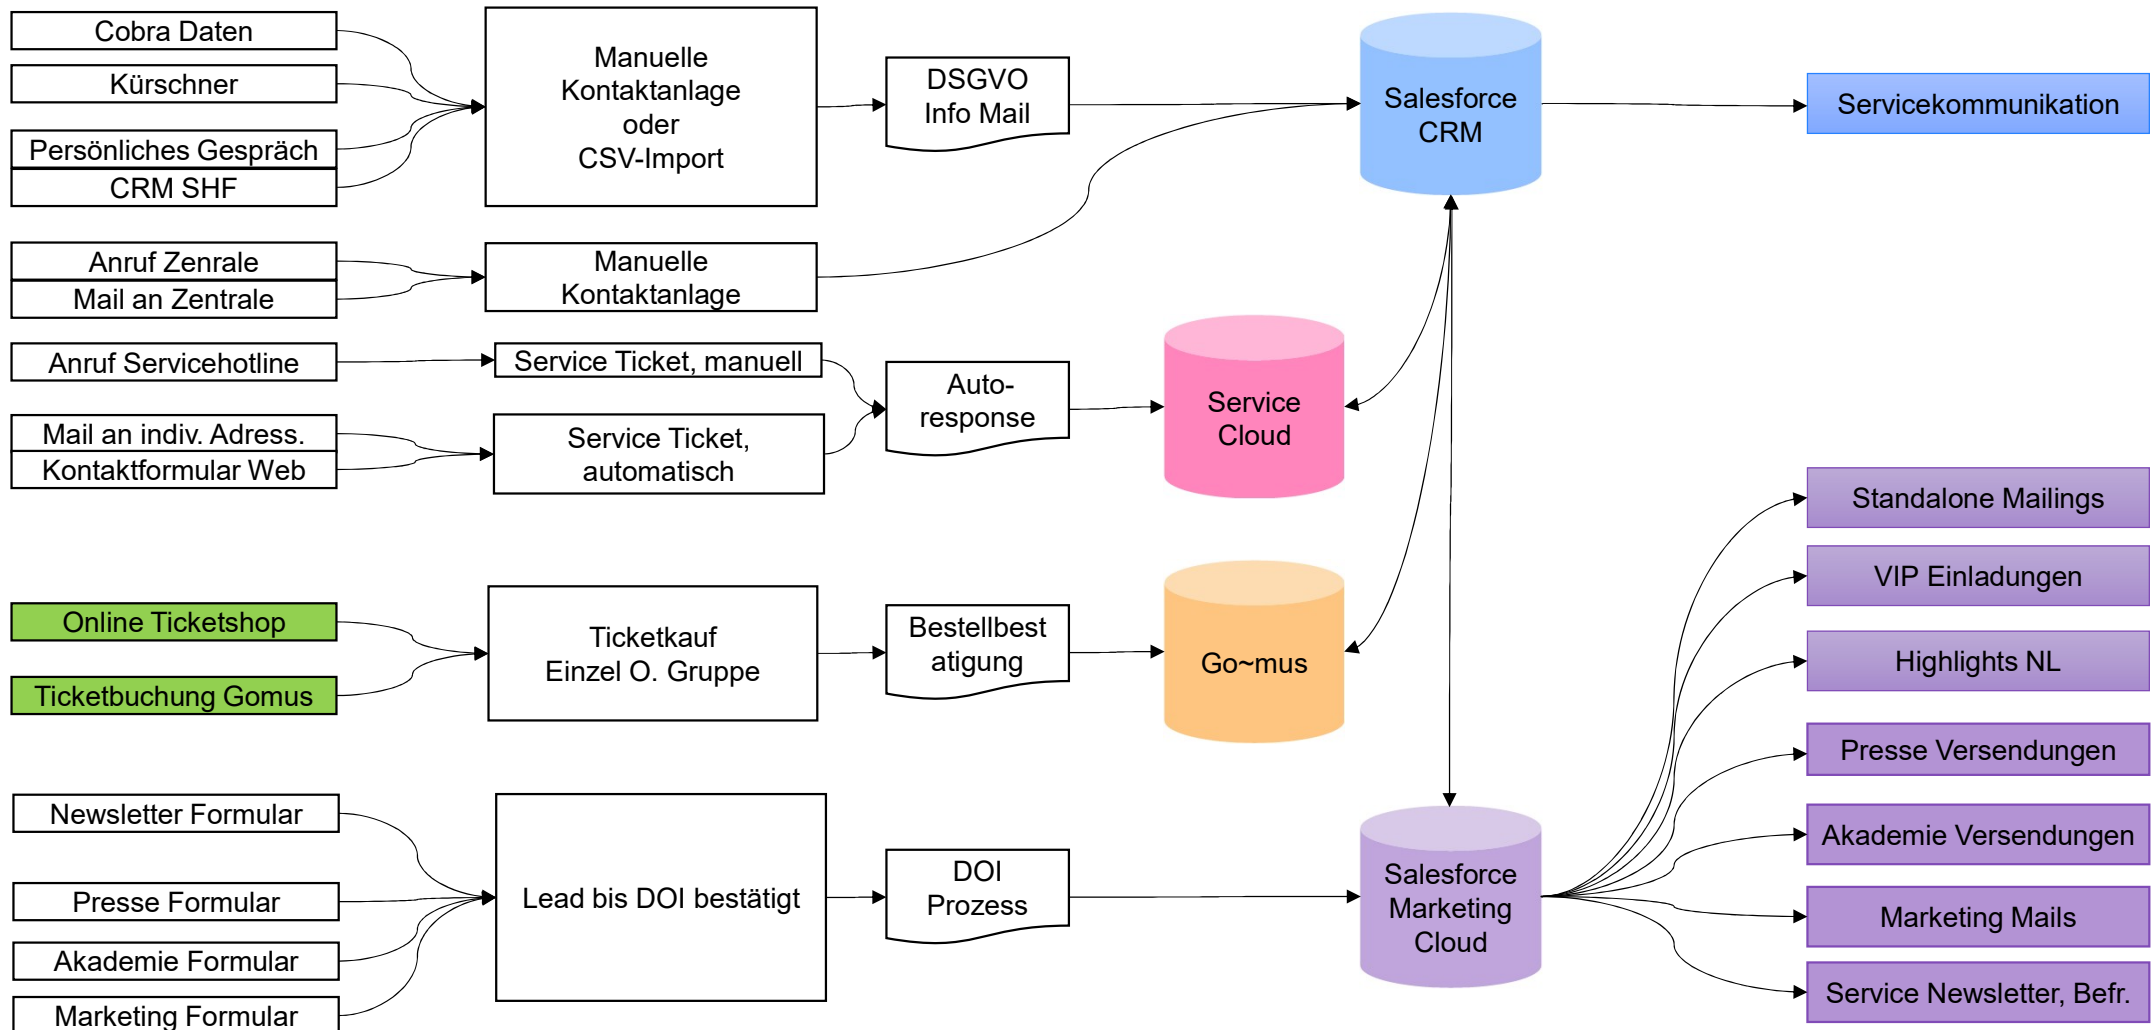 Cobra Daten
Kürschner
Persönliches Gespräch
CRM SHF
Manuelle
Kontaktanlage
oder
CSV-Import
DSGVO
Info Mail
Salesforce
CRM
Servicekommunikation
Anruf Zenrale
Mail an Zentrale
Manuelle
Kontaktanlage
Anruf Servicehotline
Service Ticket, manuell
Mail an indiv. Adress.
Kontaktformular Web
Service Ticket,
automatisch
Auto-
response
Service
Cloud
Online Ticketshop
Ticketbuchung Gomus
Ticketkauf
Einzel O. Gruppe
Bestellbest
atigung
Go~mus
Newsletter Formular
Presse Formular
Akademie Formular
Marketing Formular
Lead bis DOI bestätigt
DOI
Prozess
Salesforce
Marketing
Cloud
Standalone Mailings
VIP Einladungen
Highlights NL
Presse Versendungen
Akademie Versendungen
Marketing Mails
Service Newsletter, Befr.